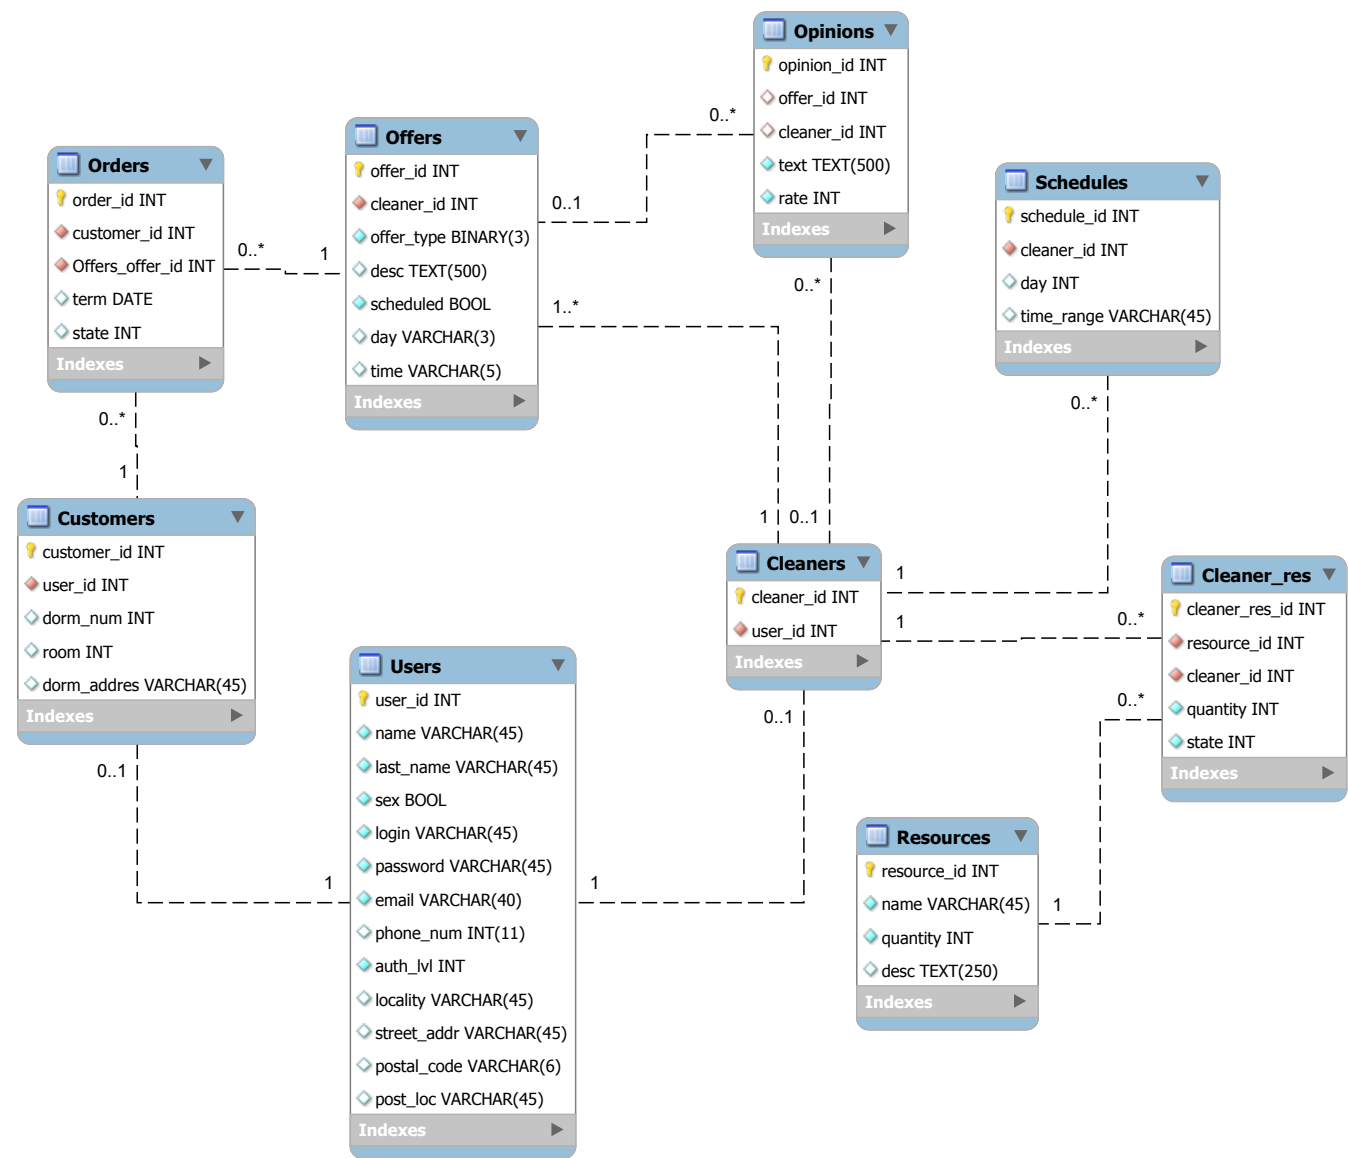 Opinions
opinion_id INT
offer_id INT
cleaner_id INT
text TEXT(500)
rate INT
Indexes
Offers
offer_id INT
cleaner_id INT
offer_type BINARY(3)
desc TEXT(500)
scheduled BOOL
day VARCHAR(3)
time VARCHAR(5)
Indexes
Orders
order_id INT
customer_id INT
Offers_offer_id INT
term DATE
state INT
Indexes
Schedules
schedule_id INT
cleaner_id INT
day INT
time_range VARCHAR(45)
Indexes
0..*
0..1
0..*
1
1..*
0..*
0..*
0..*
1
1
0..1
Customers
customer_id INT
user_id INT
dorm_num INT
room INT
dorm_addres VARCHAR(45)
Indexes
Cleaners
cleaner_id INT
user_id INT
Indexes
1
1
0..*
0..*
Cleaner_res
cleaner_res_id INT
resource_id INT
cleaner_id INT
quantity INT
state INT
Indexes
Users
user_id INT
name VARCHAR(45)
last_name VARCHAR(45)
sex BOOL
login VARCHAR(45)
password VARCHAR(45)
email VARCHAR(40)
phone_num INT(11)
auth_lvl INT
locality VARCHAR(45)
street_addr VARCHAR(45)
postal_code VARCHAR(6)
post_loc VARCHAR(45)
Indexes
0..1
0..1
1
1
Resources
resource_id INT
name VARCHAR(45)
quantity INT
desc TEXT(250)
Indexes
1